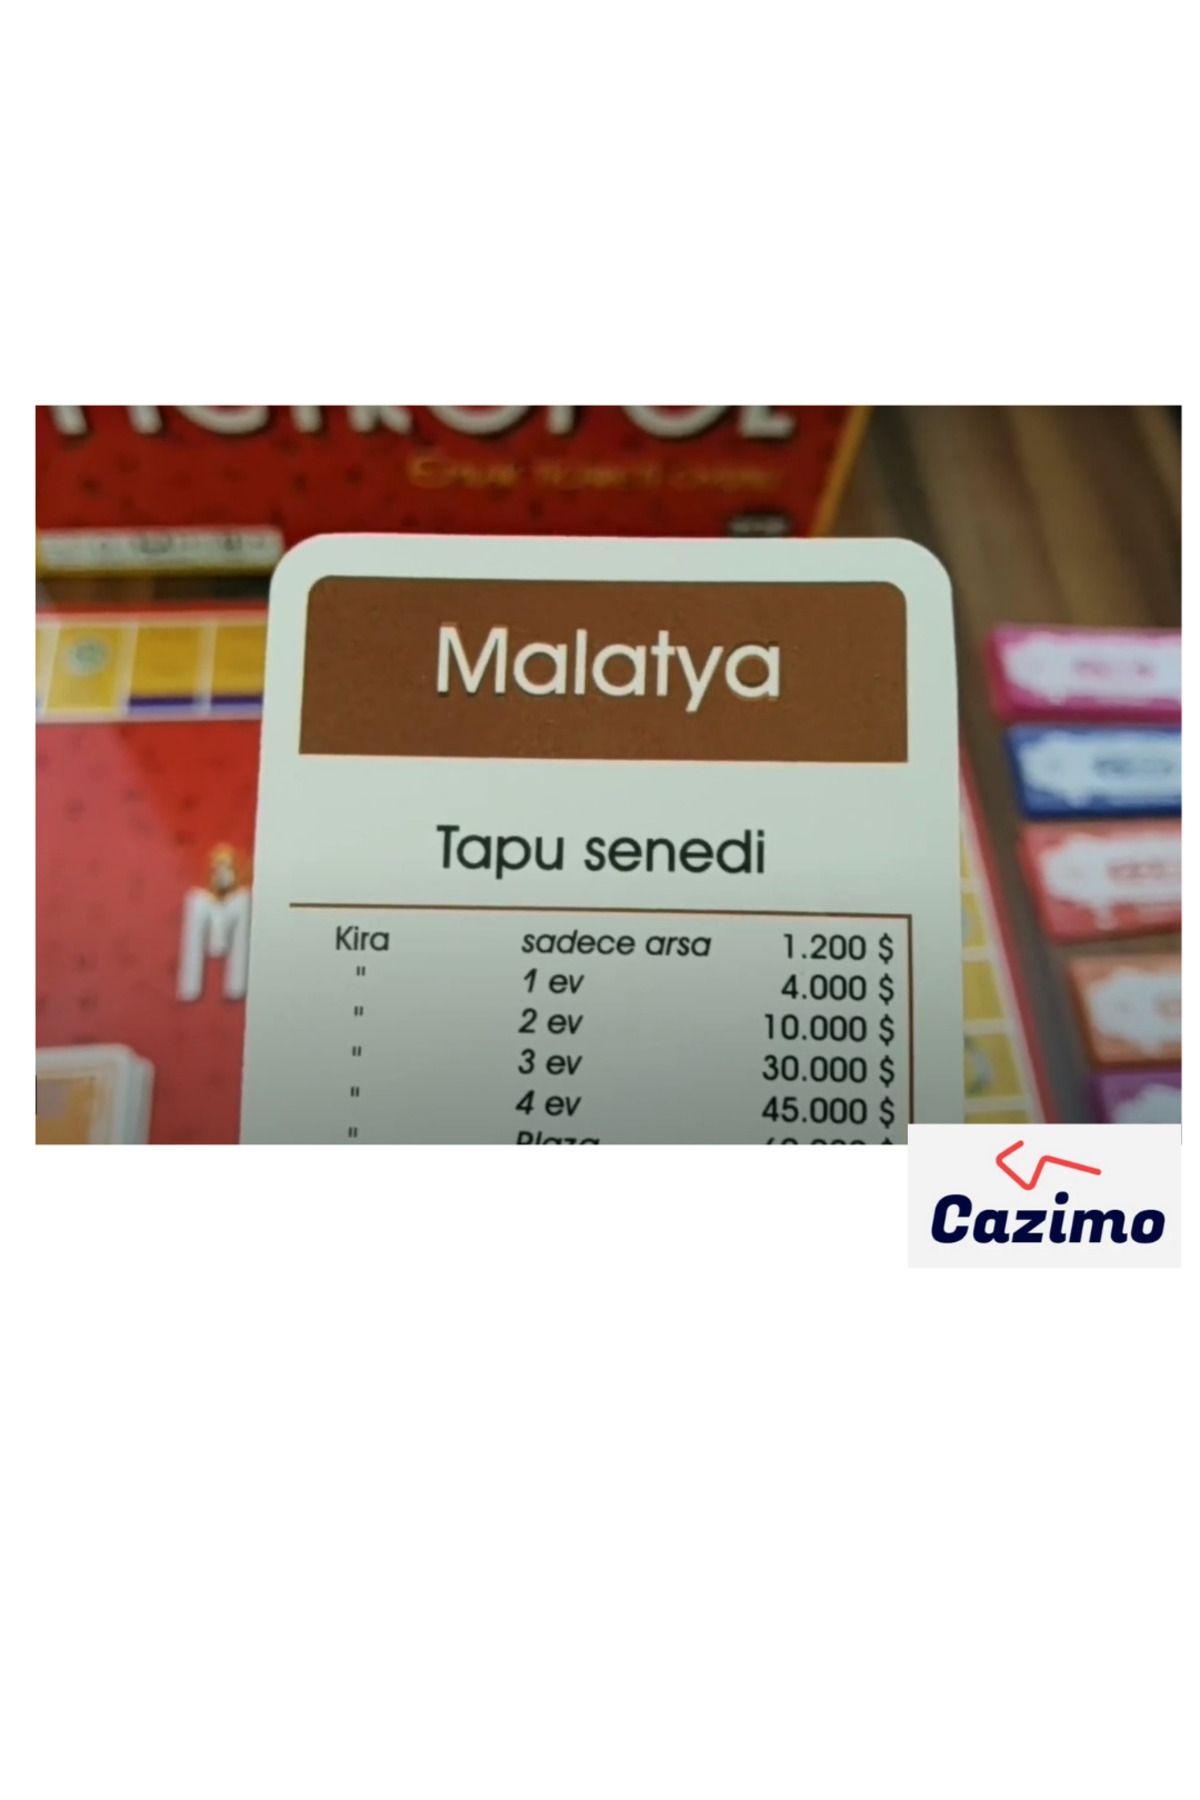 Malatya
Tapu senedi
Kira sadece arsa 1.200 $
" 1 ev 4.000 $
" 2 ev 10.000 $
" 3 ev 30.000 $
" 4 ev 45.000 $
" Plaza
Cazimo